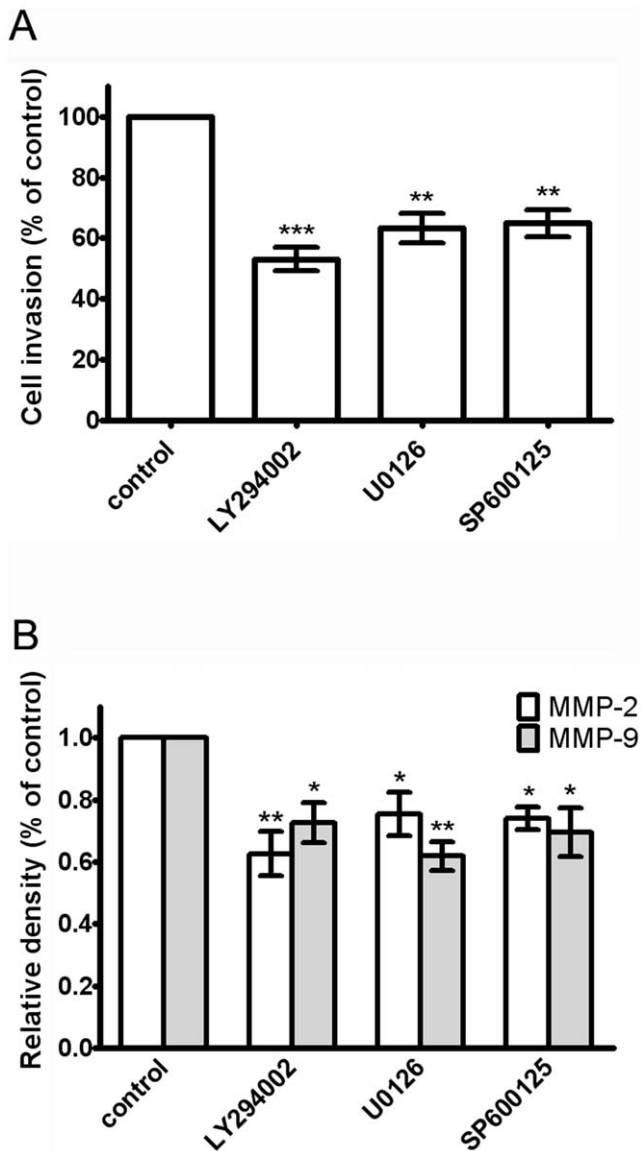 A
Cell invasion (% of control)
100
80
60
40
20
0
***
**
**
control
LY294002
U0126
SP600125
B
Relative density (% of control)
MMP-2
MMP-9
1.0
0.8
0.6
0.4
0.2
0.0
**
*
*
**
*
*
control
LY294002
U0126
SP600125